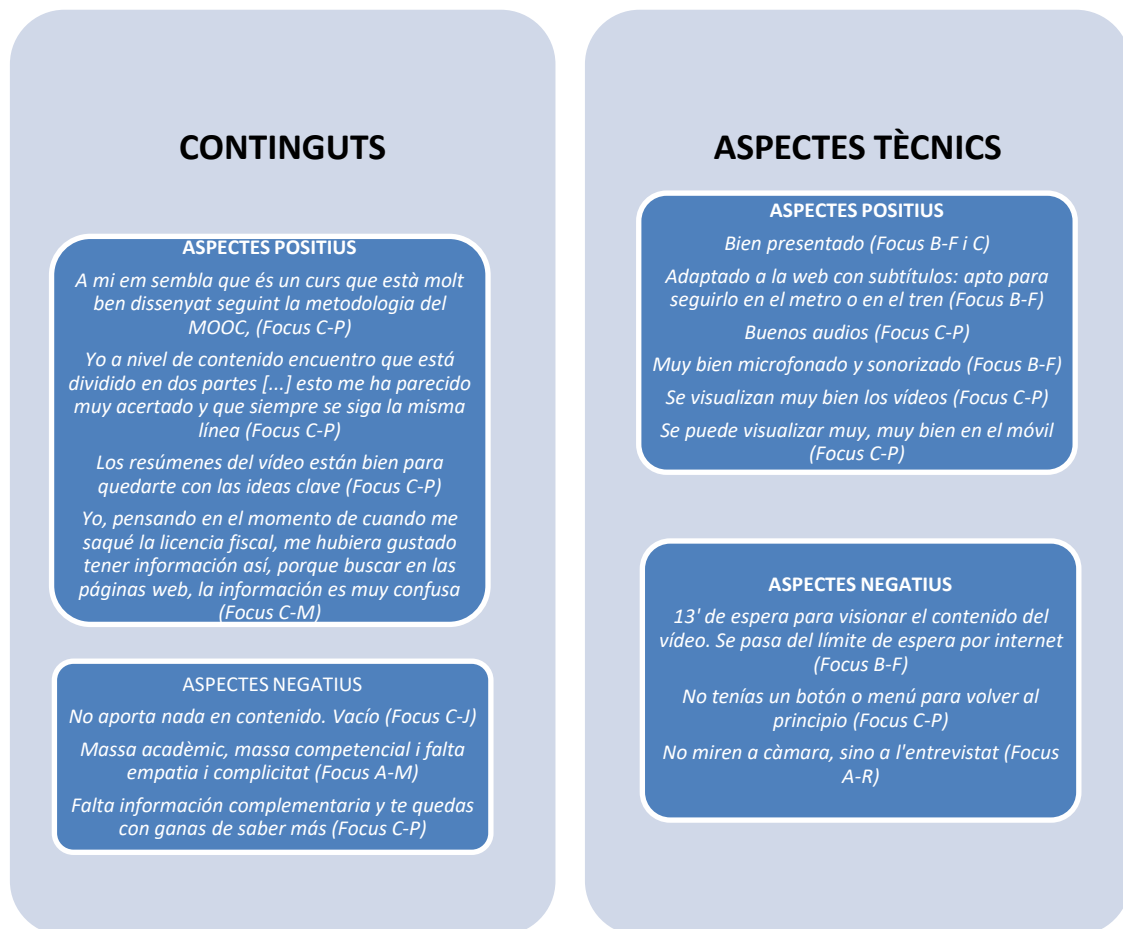 CONTINGUTS
ASPECTES POSITIUS
A mi em sembla que és un curs que està molt
ben dissenyat seguint la metodologia del
MOOC, (Focus C-P)
Yo a nivel de contenido encuentro que está
dividido en dos partes [...] esto me ha parecido
muy acertado y que siempre se siga la misma
línea (Focus C-P)
Los resúmenes del vídeo están bien para
quedarte con las ideas clave (Focus C-P)
Yo, pensando en el momento de cuando me
saqué la licencia fiscal, me hubiera gustado
tener información así, porque buscar en las
páginas web, la información es muy confusa
(Focus C-M)
ASPECTES NEGATIUS
No aporta nada en contenido. Vacío (Focus C-J)
Massa acadèmic, massa competencial i falta
empatia i complicitat (Focus A-M)
Falta información complementaria y te quedas
con ganas de saber más (Focus C-P)
ASPECTES TÈCNICS
ASPECTES POSITIUS
Bien presentado (Focus B-F i C)
Adaptado a la web con subtítulos: apto para
seguirlo en el metro o en el tren (Focus B-F)
Buenos audios (Focus C-P)
Muy bien microfonado y sonorizado (Focus B-F)
Se visualizan muy bien los vídeos (Focus C-P)
Se puede visualizar muy, muy bien en el móvil
(Focus C-P)
ASPECTES NEGATIUS
13' de espera para visionar el contenido del
vídeo. Se pasa del límite de espera por internet
(Focus B-F)
No tenías un botón o menú para volver al
principio (Focus C-P)
No miren a càmara, sino a l'entrevistat (Focus
A-R)